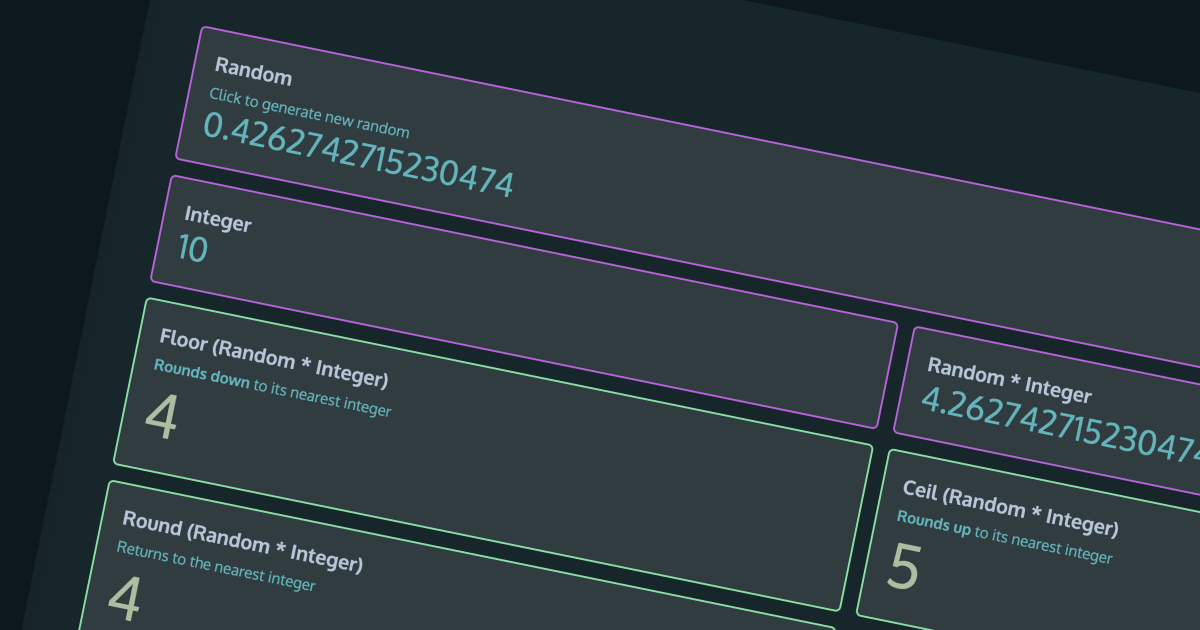 Random
Click to generate new random
0.4262742715230474
Integer
10
Random * Integer
4.262742715230474
Floor (Random * Integer)
Rounds down to its nearest integer
4
Ceil (Random * Integer)
Rounds up to its nearest integer
5
Round (Random * Integer)
Returns to the nearest integer
4